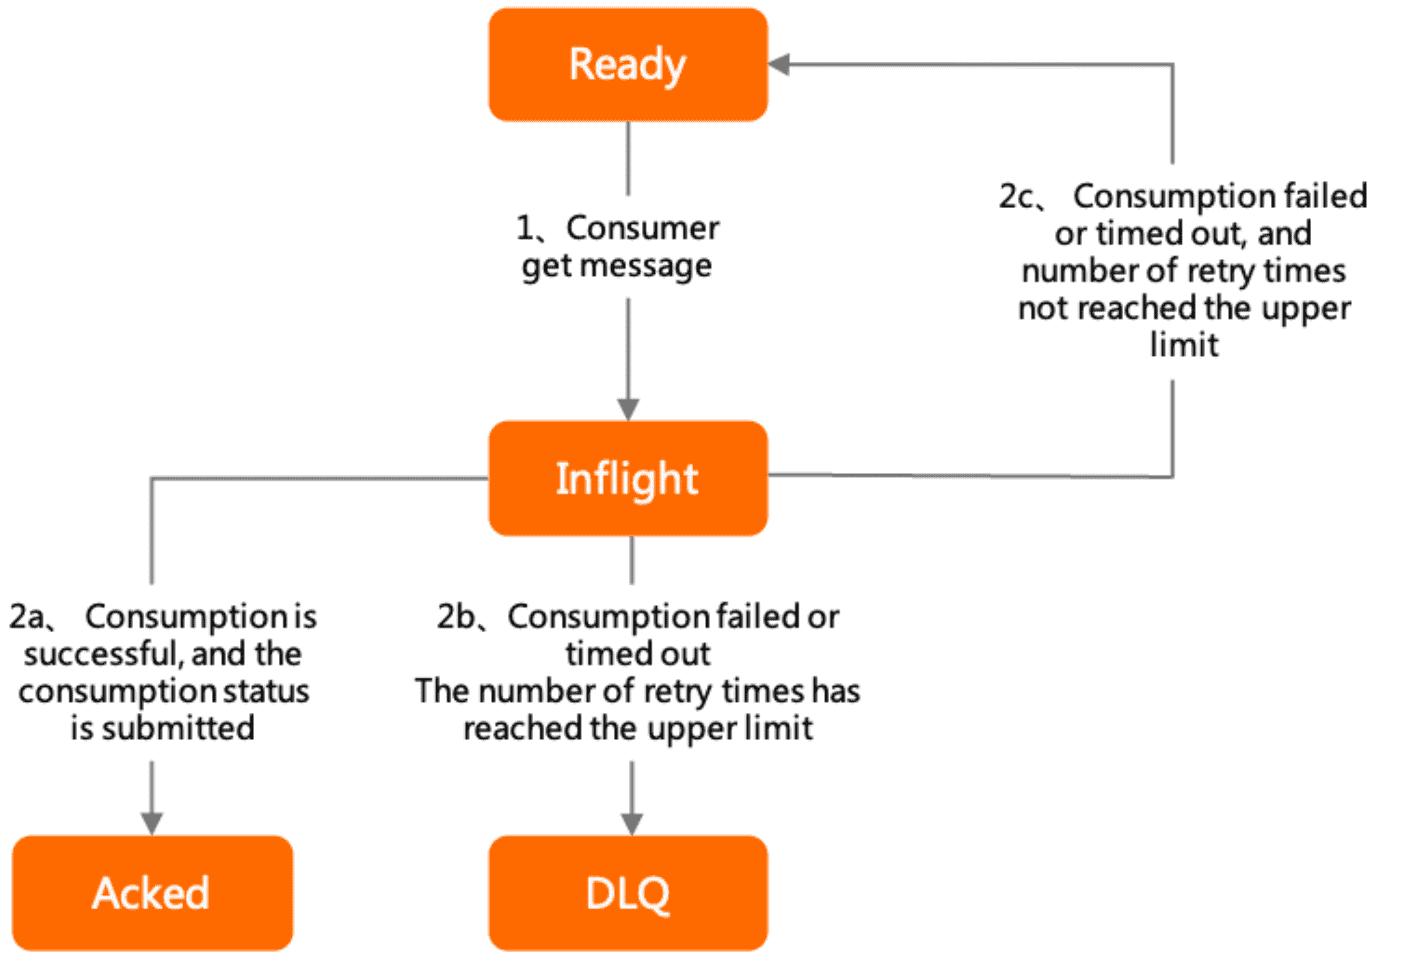 Ready
1、Consumer
get message
2c、 Consumption failed
or timed out, and
number of retry times
not reached the upper
limit
Inflight
2a、 Consumption is
successful, and the
consumption status
is submitted
2b、Consumption failed or
timed out
The number of retry times has
reached the upper limit
Acked
DLQ